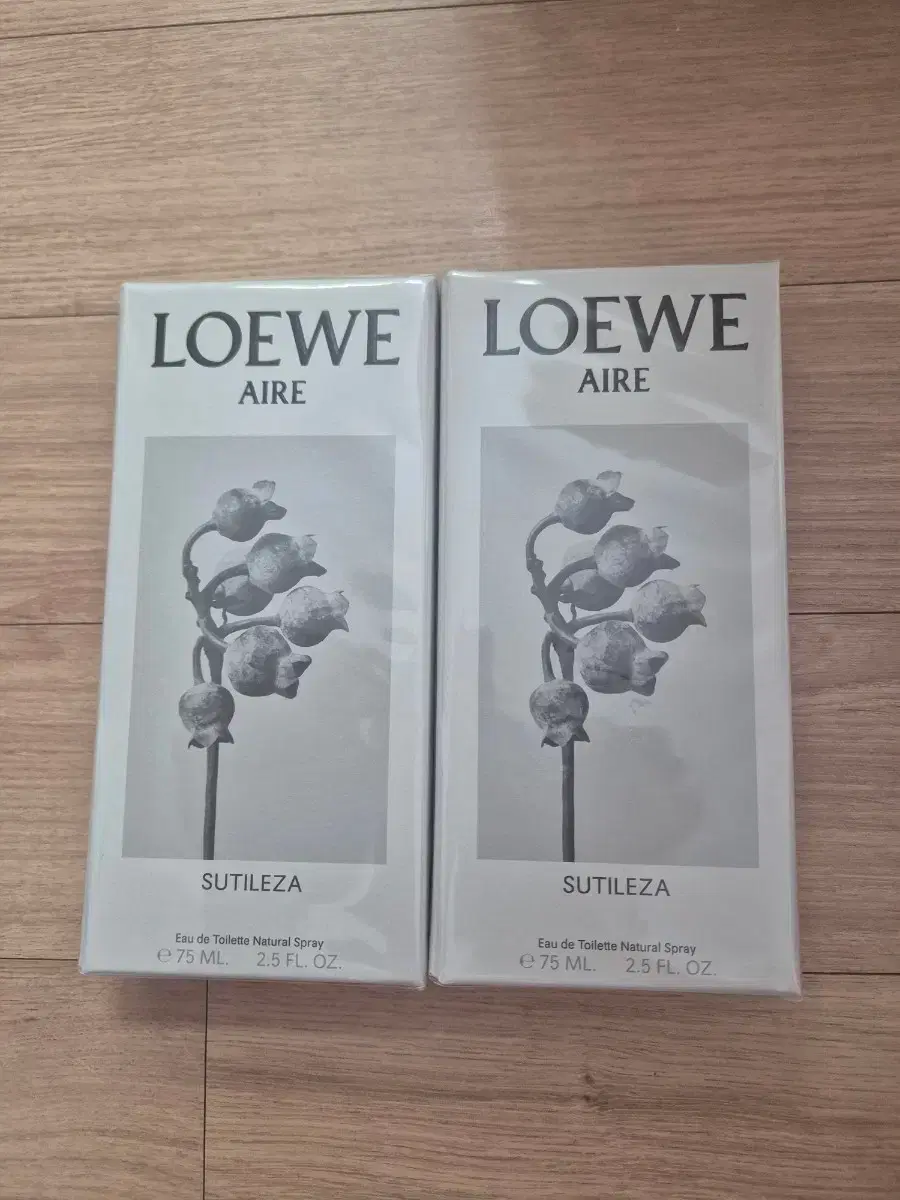 LOEWE
AIRE
SUTILEZA
Eau de Toilette Natural Spray
℮ 75 ML. 2.5 FL. OZ.
LOEWE
AIRE
SUTILEZA
Eau de Toilette Natural Spray
℮ 75 ML. 2.5 FL. OZ.